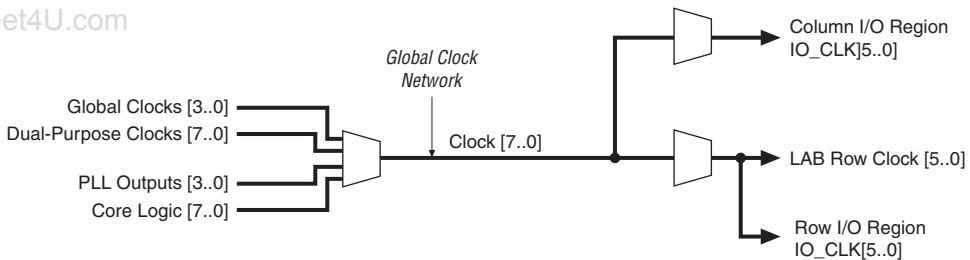 et4U.com
Column I/O Region
IO_CLK]5..0]
Global Clock
Network
Global Clocks [3..0]
Dual-Purpose Clocks [7..0]
Clock [7..0]
PLL Outputs [3..0]
Core Logic [7..0]
LAB Row Clock [5..0]
Row I/O Region
IO_CLK[5..0]